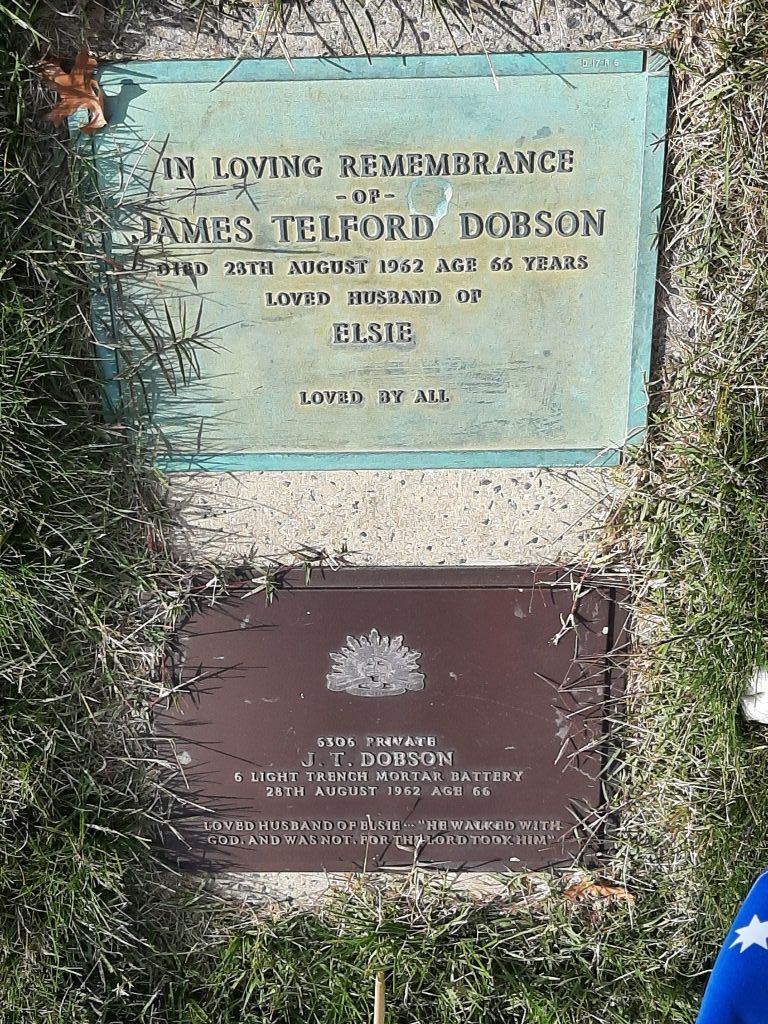 D 17 R 6
IN LOVING REMEMBRANCE
-OF-
JAMES TELFORD DOBSON
DIED 28TH AUGUST 1962 AGE 66 YEARS
LOVED HUSBAND OF
ELSIE
LOVED BY ALL
6306 PRIVATE
J. T. DOBSON
6 LIGHT TRENCH MORTAR BATTERY
28TH AUGUST 1962 AGE 66
LOVED HUSBAND OF ELSIE--"HE WALKED WITH
GOD, AND WAS NOT, FOR THE LORD TOOK HIM"